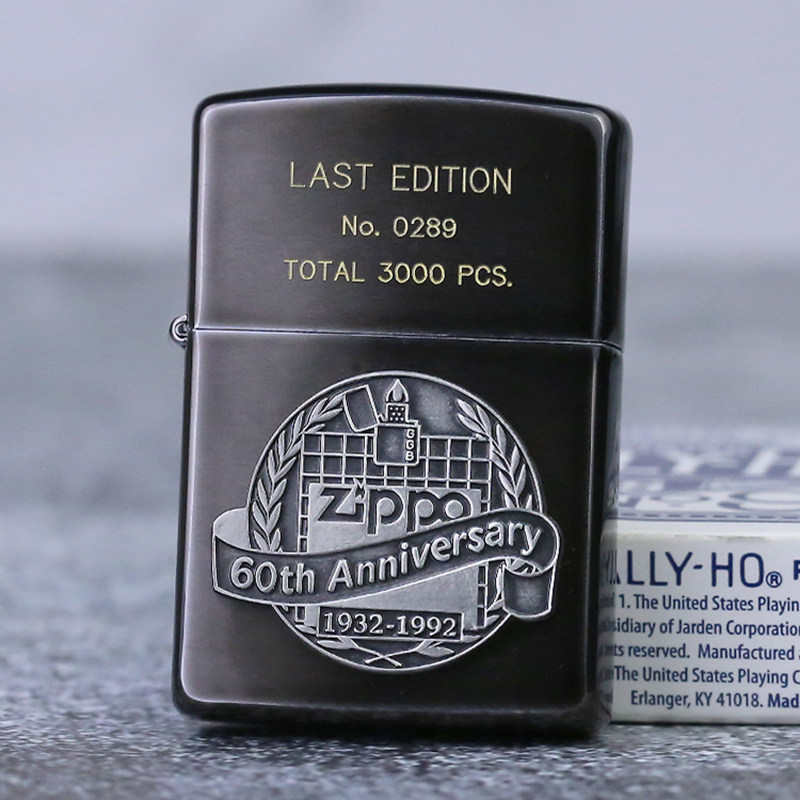 LAST EDITION
No. 0289
TOTAL 3000 PCS.
GGB
zippo
60th Anniversary
1932-1992
LLY-HO®
1. The United States Playin
sidiary of Jarden Corporatio
ts reserved. Manufactured
The United States Playing C
Erlanger, KY 41018. Mad